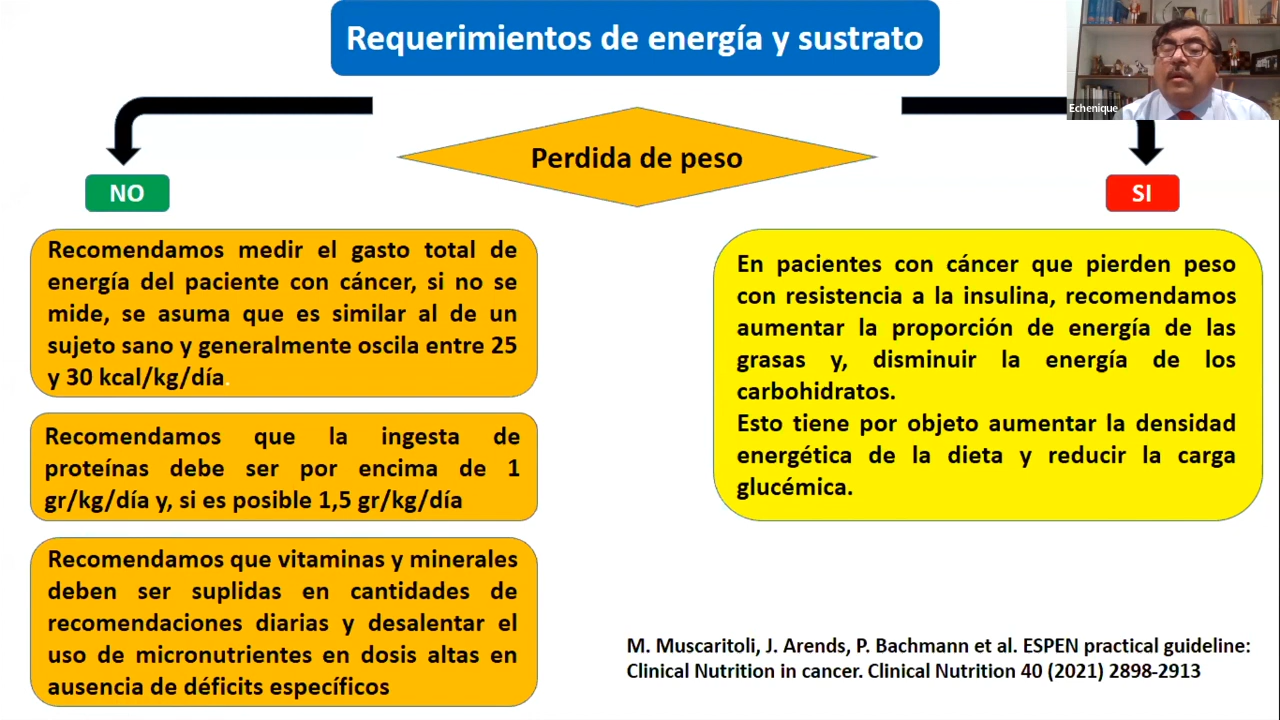 Requerimientos de energía y sustrato
Echenique
Perdida de peso
NO
SI
Recomendamos medir el gasto total de
energía del paciente con cáncer, si no se
mide, se asuma que es similar al de un
sujeto sano y generalmente oscila entre 25
y 30 kcal/kg/día.
Recomendamos que la ingesta de
proteínas debe ser por encima de 1
gr/kg/día y, si es posible 1,5 gr/kg/día
Recomendamos que vitaminas y minerales
deben ser suplidas en cantidades de
recomendaciones diarias y desalentar el
uso de micronutrientes en dosis altas en
ausencia de déficits específicos
En pacientes con cáncer que pierden peso
con resistencia a la insulina, recomendamos
aumentar la proporción de energía de las
grasas y, disminuir la energía de los
carbohidratos.
Esto tiene por objeto aumentar la densidad
energética de la dieta y reducir la carga
glucémica.
M. Muscaritoli, J. Arends, P. Bachmann et al. ESPEN practical guideline:
Clinical Nutrition in cancer. Clinical Nutrition 40 (2021) 2898-2913